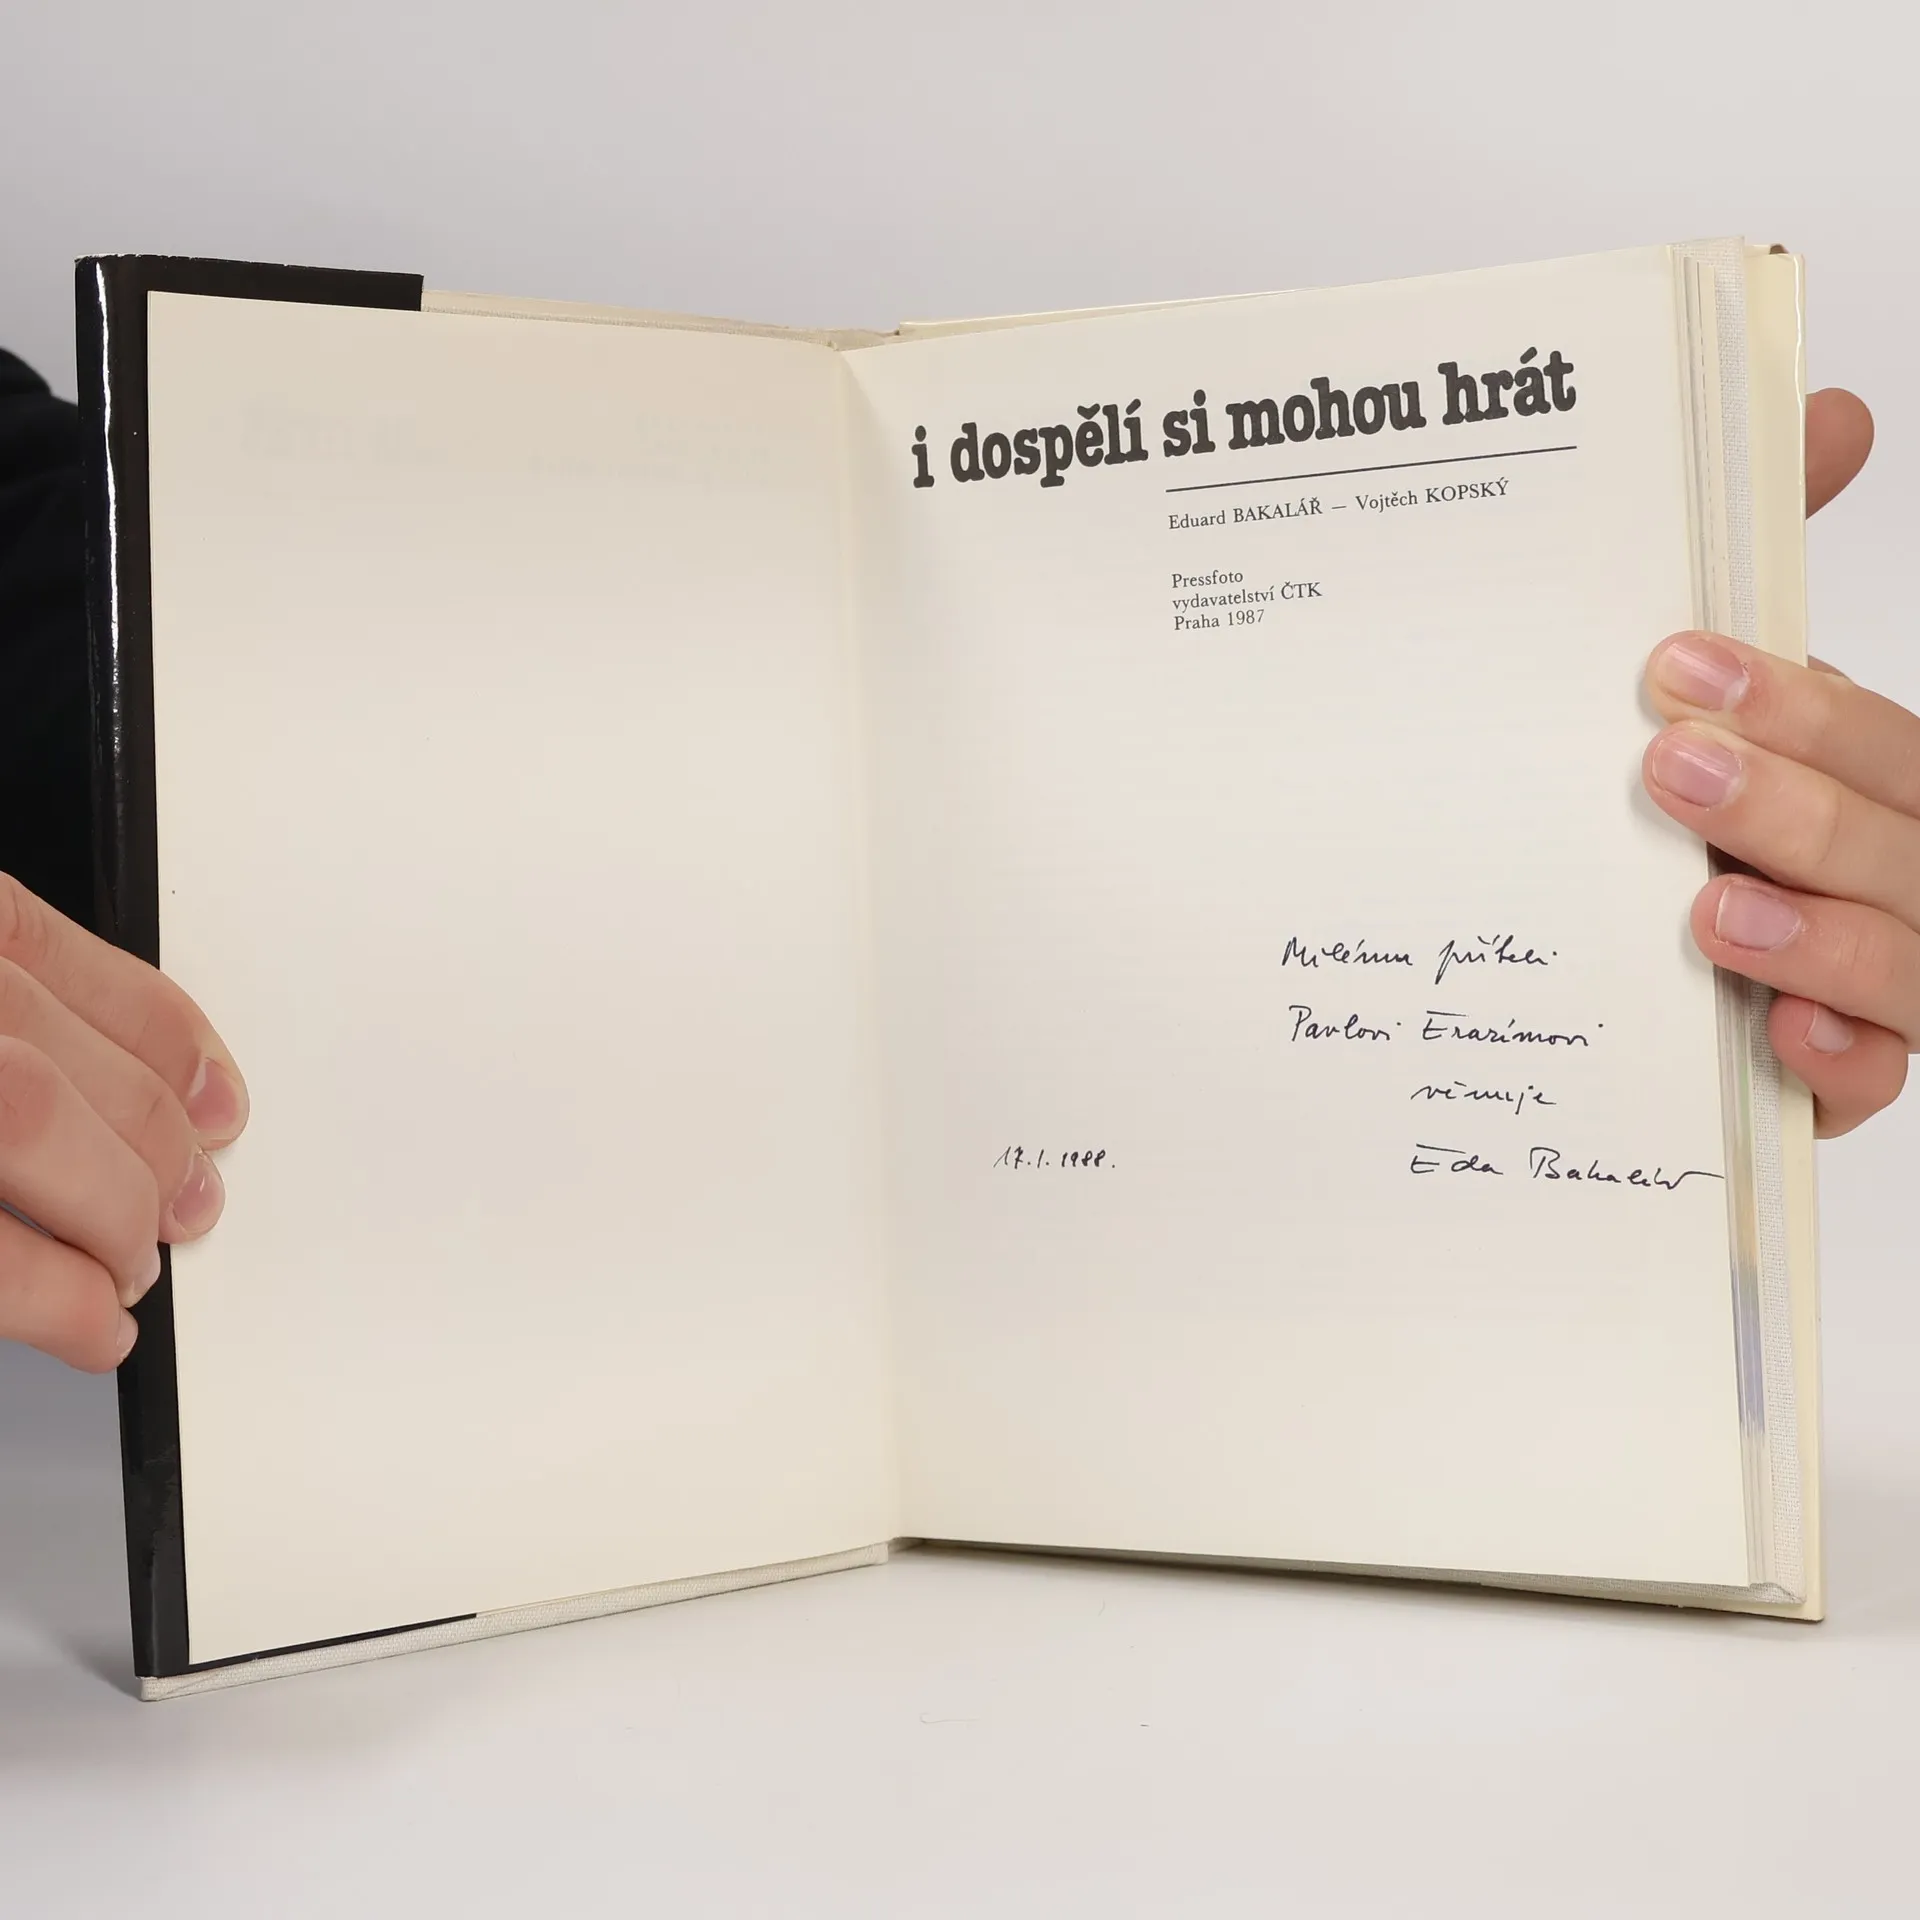 i dospělí si mohou hrát
Eduard BAKALÁŘ — Vojtěch KOPSKÝ
Pressfoto
vydavatelství ČTK
Praha 1987
Milému příteli
Pavlovi Erazímovi
věnuje
17.1.1988.
Eda Bakalář